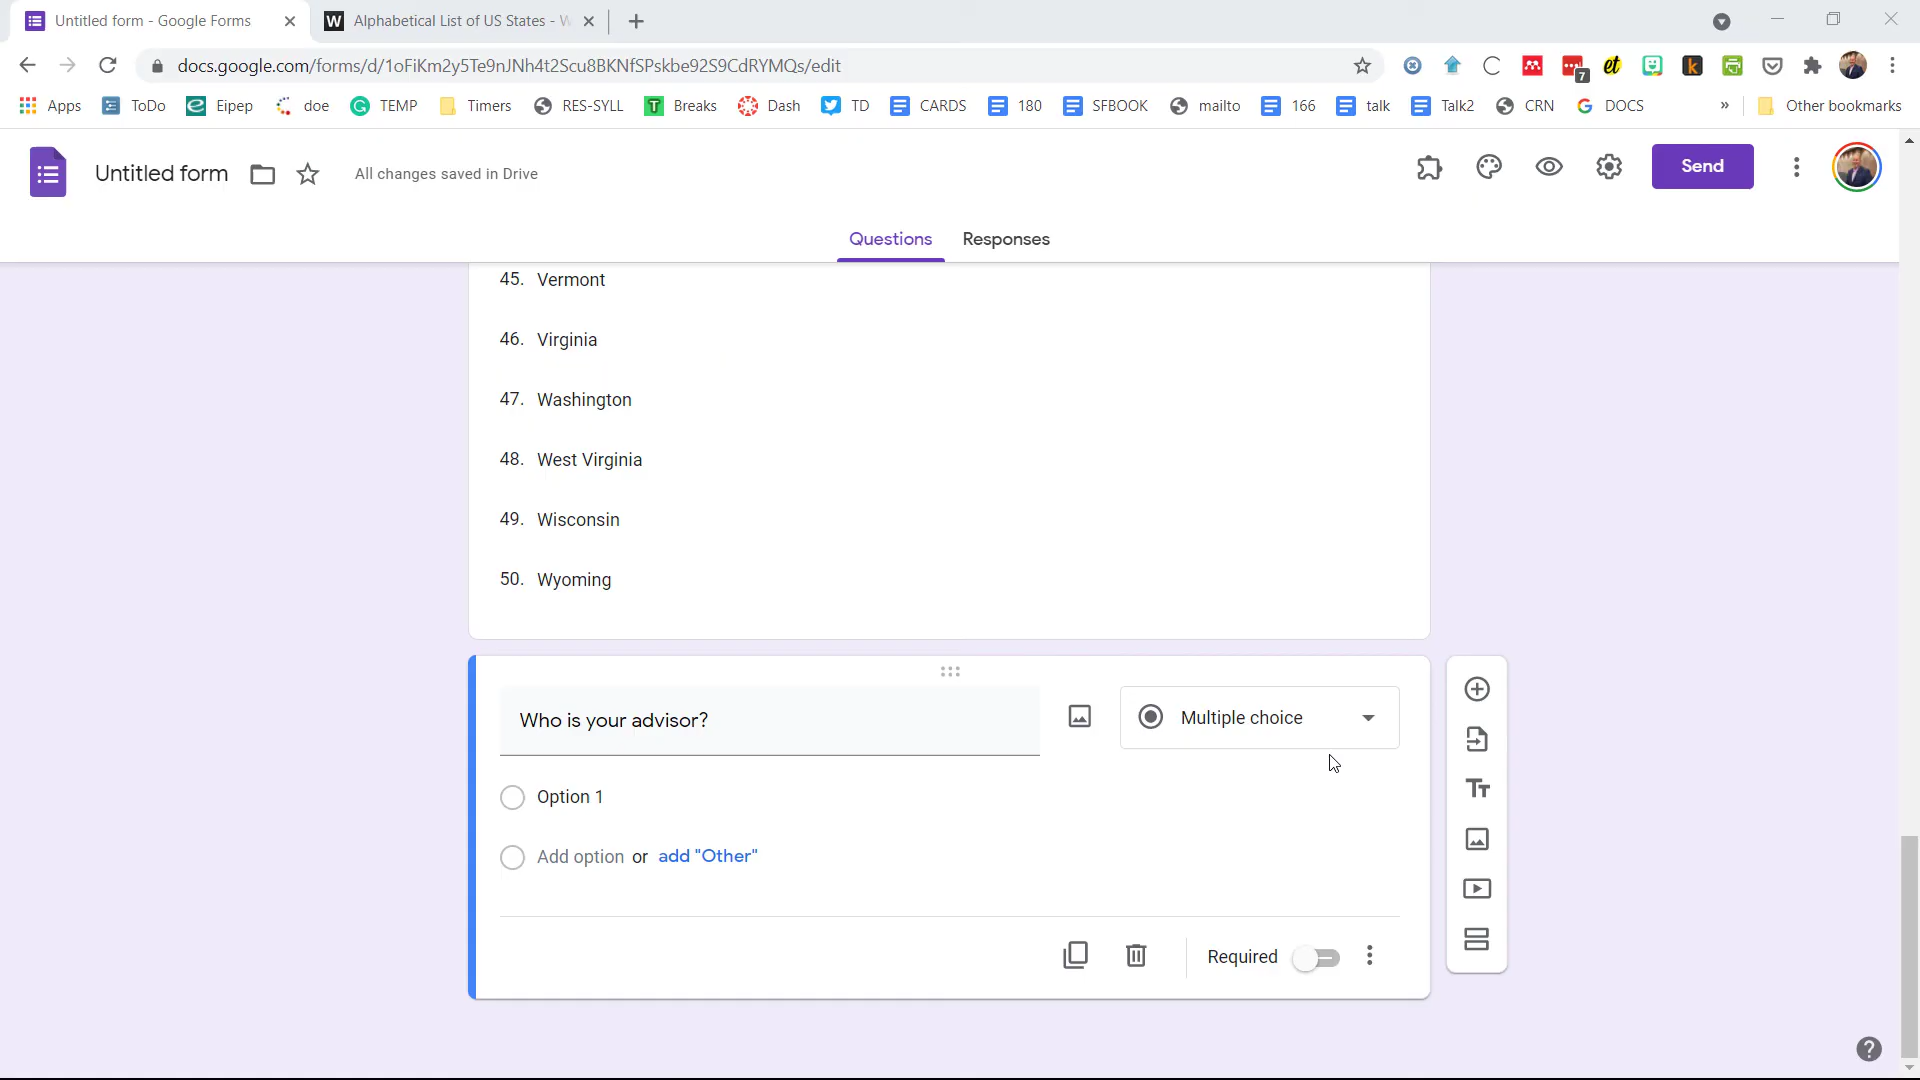 Untitled form - Google Forms
W Alphabetical List of US States - W
docs.google.com/forms/d/1oFiKm2y5Te9nJNh4t2Scu8BKNfSPskbe92S9CdRYMQs/edit
7 et k
Apps ToDo Eipep doe TEMP Timers RES-SYLL Breaks Dash TD CARDS 180 SFBOOK mailto 166 talk Talk2 CRN DOCS » Other bookmarks
Untitled form All changes saved in Drive Send
Questions Responses
45. Vermont
46. Virginia
47. Washington
48. West Virginia
49. Wisconsin
50. Wyoming
Who is your advisor? Multiple choice
Option 1
Add option or add "Other"
Required